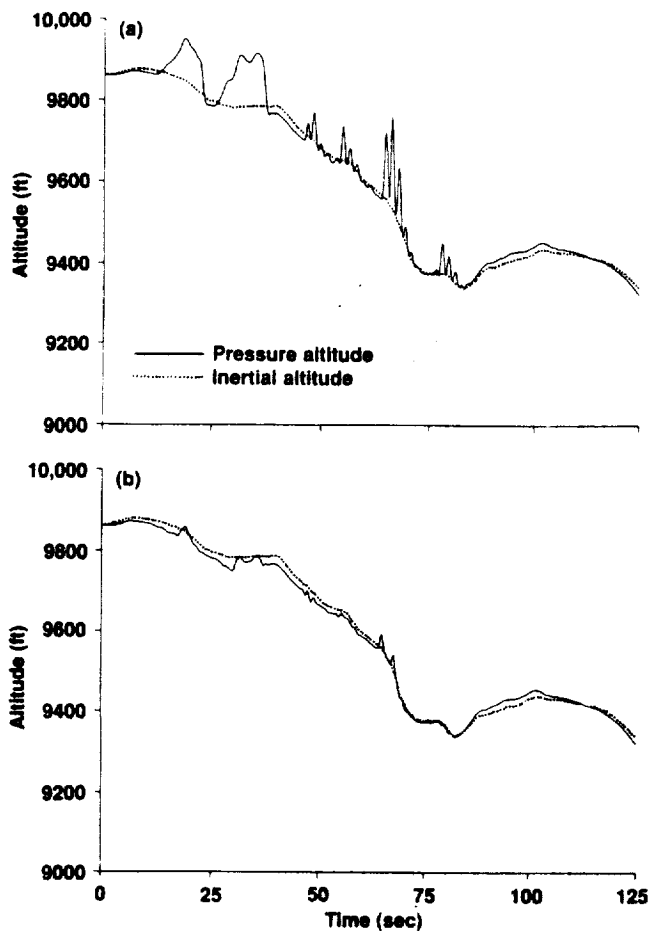 10,000
(a)
9800
9600
9400
9200
9000
Altitude (ft)
Pressure altitude
Inertial altitude
10,000
(b)
9800
9600
9400
9200
9000
Altitude (ft)
0 25 50 75 100 125
Time (sec)